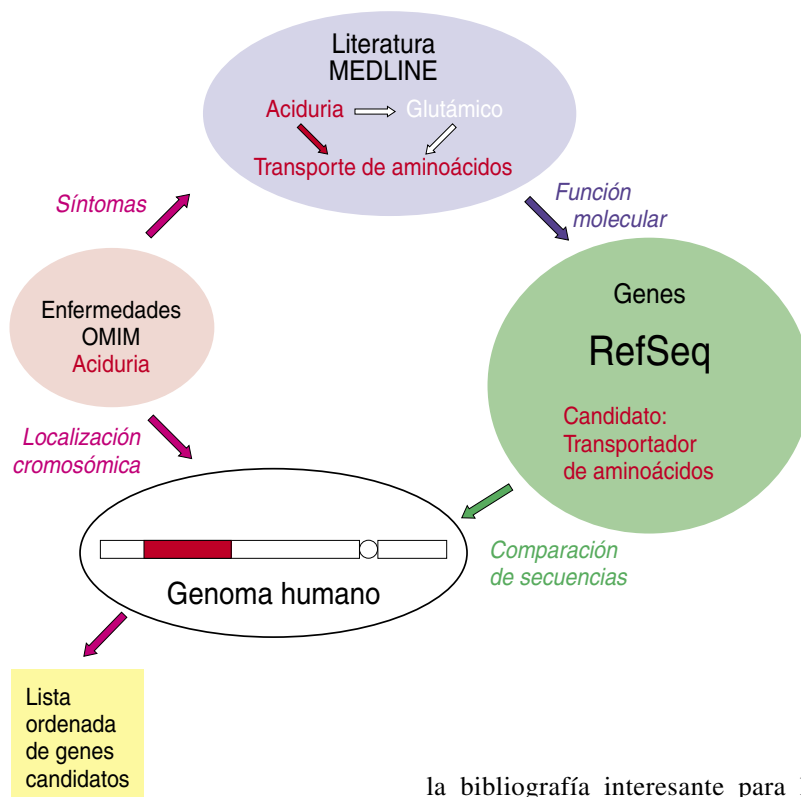 Literatura
MEDLINE
Aciduria
Glutámico
Transporte de aminoácidos
Síntomas
Función
molecular
Enfermedades
OMIM
Aciduria
Genes
RefSeq
Candidato:
Transportador
de aminoácidos
Localización
cromosómica
Comparación
de secuencias
Genoma humano
Lista
ordenada
de genes
candidatos
la bibliografía interesante para